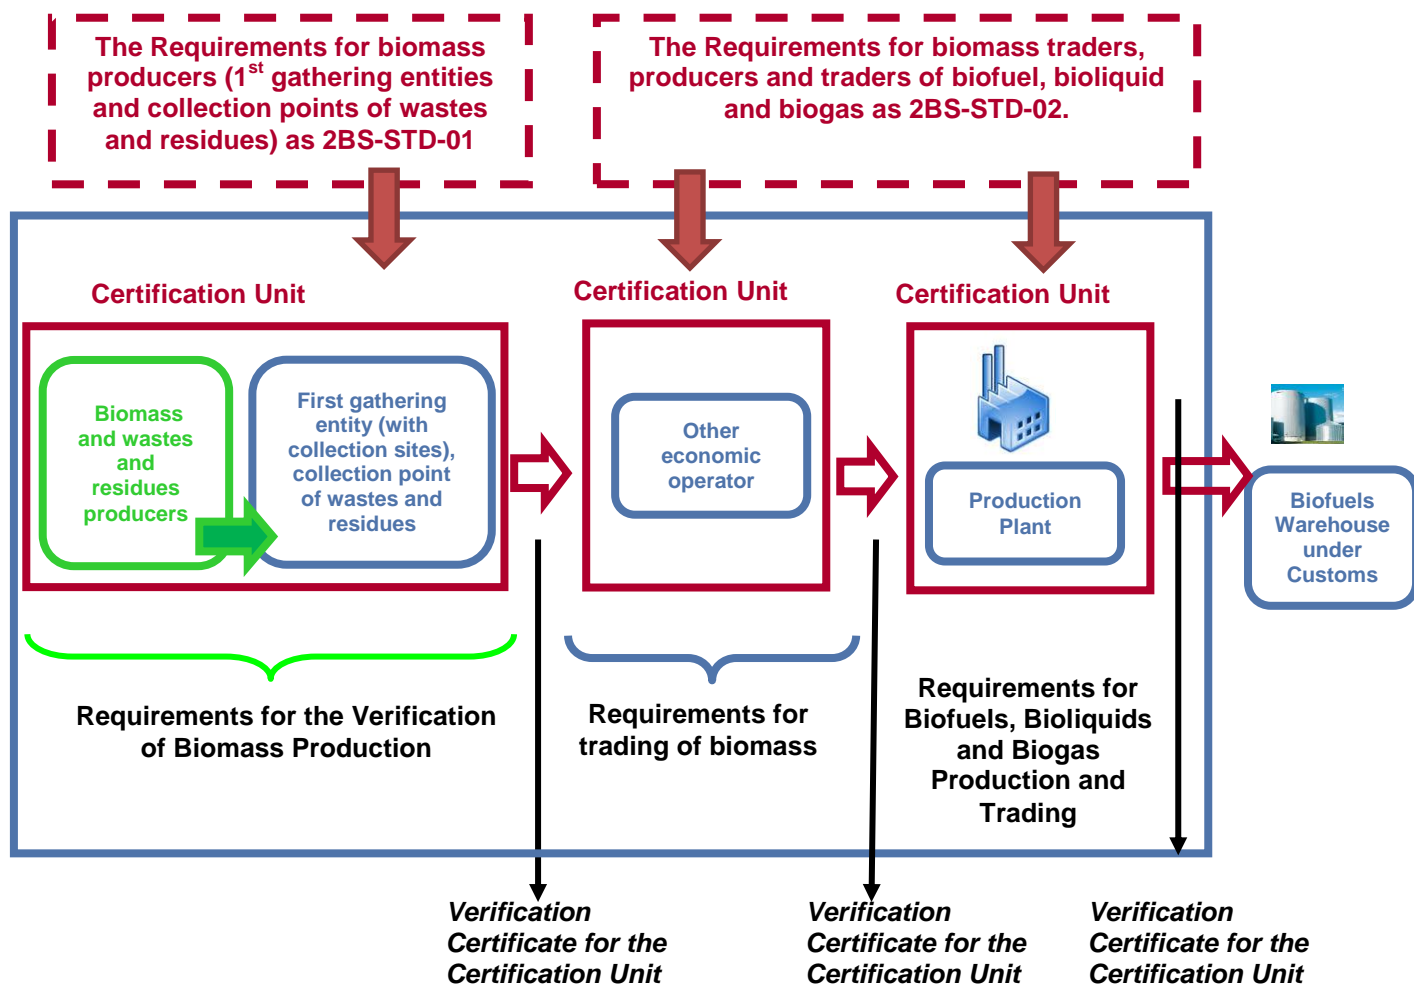 The Requirements for biomass
producers (1st gathering entities
and collection points of wastes
and residues) as 2BS-STD-01
The Requirements for biomass traders,
producers and traders of biofuel, bioliquid
and biogas as 2BS-STD-02.
Certification Unit
Certification Unit
Certification Unit
Biomass
and wastes
and
residues
producers
First gathering
entity (with
collection sites),
collection point
of wastes and
residues
Other
economic
operator
Production
Plant
Biofuels
Warehouse
under
Customs
Requirements for the Verification
of Biomass Production
Requirements for
trading of biomass
Requirements for
Biofuels, Bioliquids
and Biogas
Production and
Trading
Verification
Certificate for the
Certification Unit
Verification
Certificate for the
Certification Unit
Verification
Certificate for the
Certification Unit